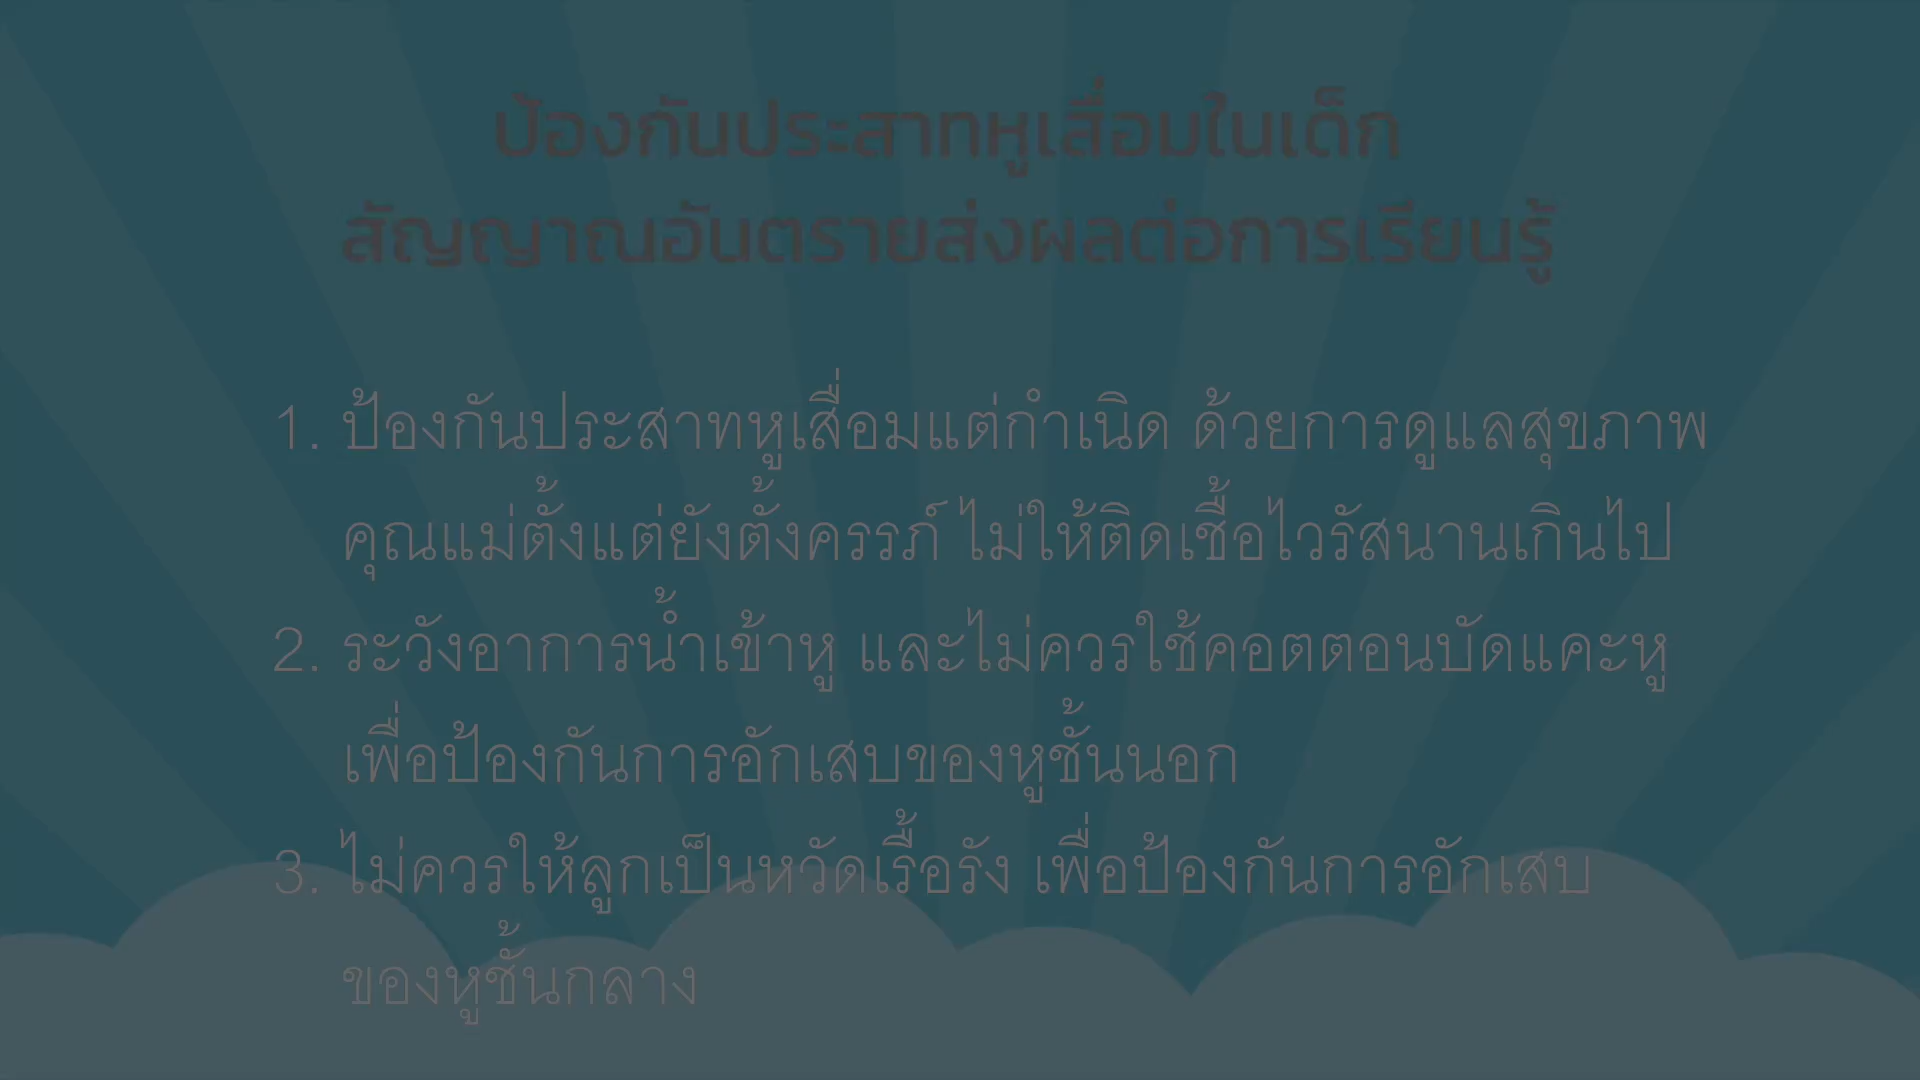 ป้องกันประสาทหูเสื่อมในเด็ก
สัญญาณอันตรายส่งผลต่อการเรียนรู้
1. ป้องกันประสาทหูเสื่อมแต่กำเนิด ด้วยการดูแลสุขภาพ
คุณแม่ตั้งแต่ยังตั้งครรภ์ ไม่ให้ติดเชื้อไวรัสนานเกินไป
2. ระวังอาการน้ำเข้าหู และไม่ควรใช้คอตตอนบัดแคะหู
เพื่อป้องกันการอักเสบของหูชั้นนอก
3. ไม่ควรให้ลูกเป็นหวัดเรื้อรัง เพื่อป้องกันการอักเสบ
ของหูชั้นกลาง